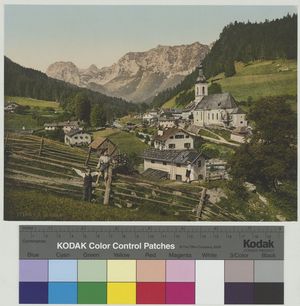 KODAK Color Control Patches
Kodak
Blue Cyan Green Yellow Red Magenta White 3/Color Black